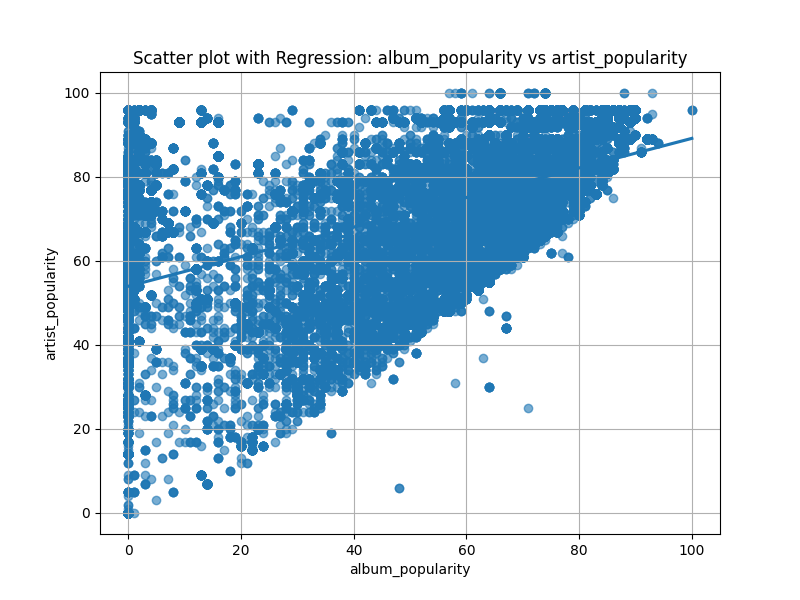 Scatter plot with Regression: album_popularity vs artist_popularity
100
80
60
40
20
0
artist_popularity
0 20 40 60 80 100
album_popularity